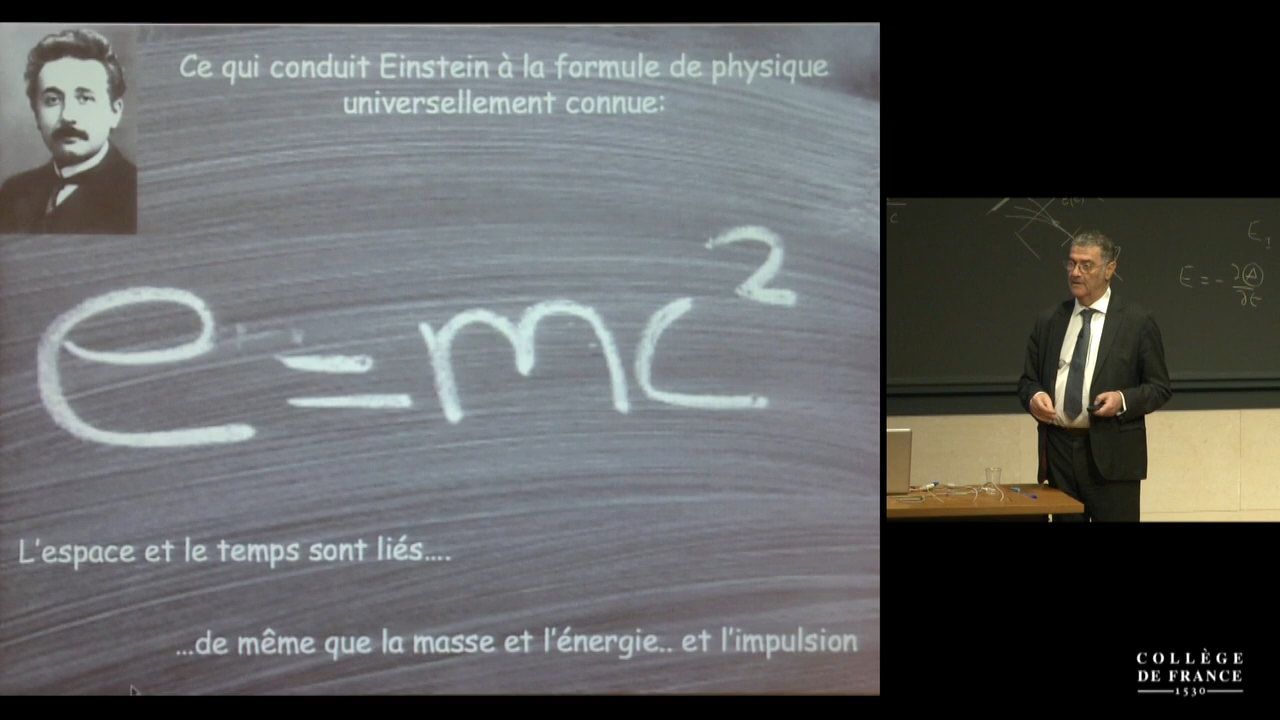 Ce qui conduit Einstein à la formule de physique
universellement connue:
e=mc²
L'espace et le temps sont liés....
...de même que la masse et l'énergie.. et l'impulsion
c
E
E = - ∂A/∂t
COLLÈGE
DE FRANCE
1530